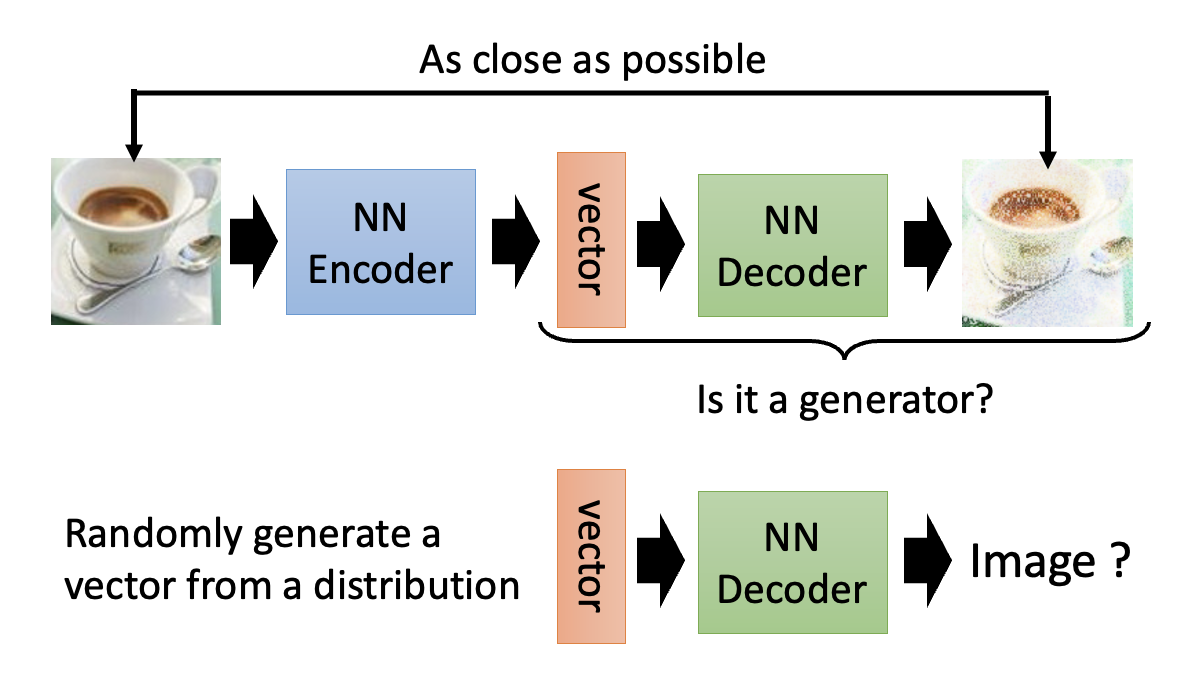 As close as possible
NN
Encoder
vector
NN
Decoder
Is it a generator?
Randomly generate a
vector from a distribution
vector
NN
Decoder
Image ?